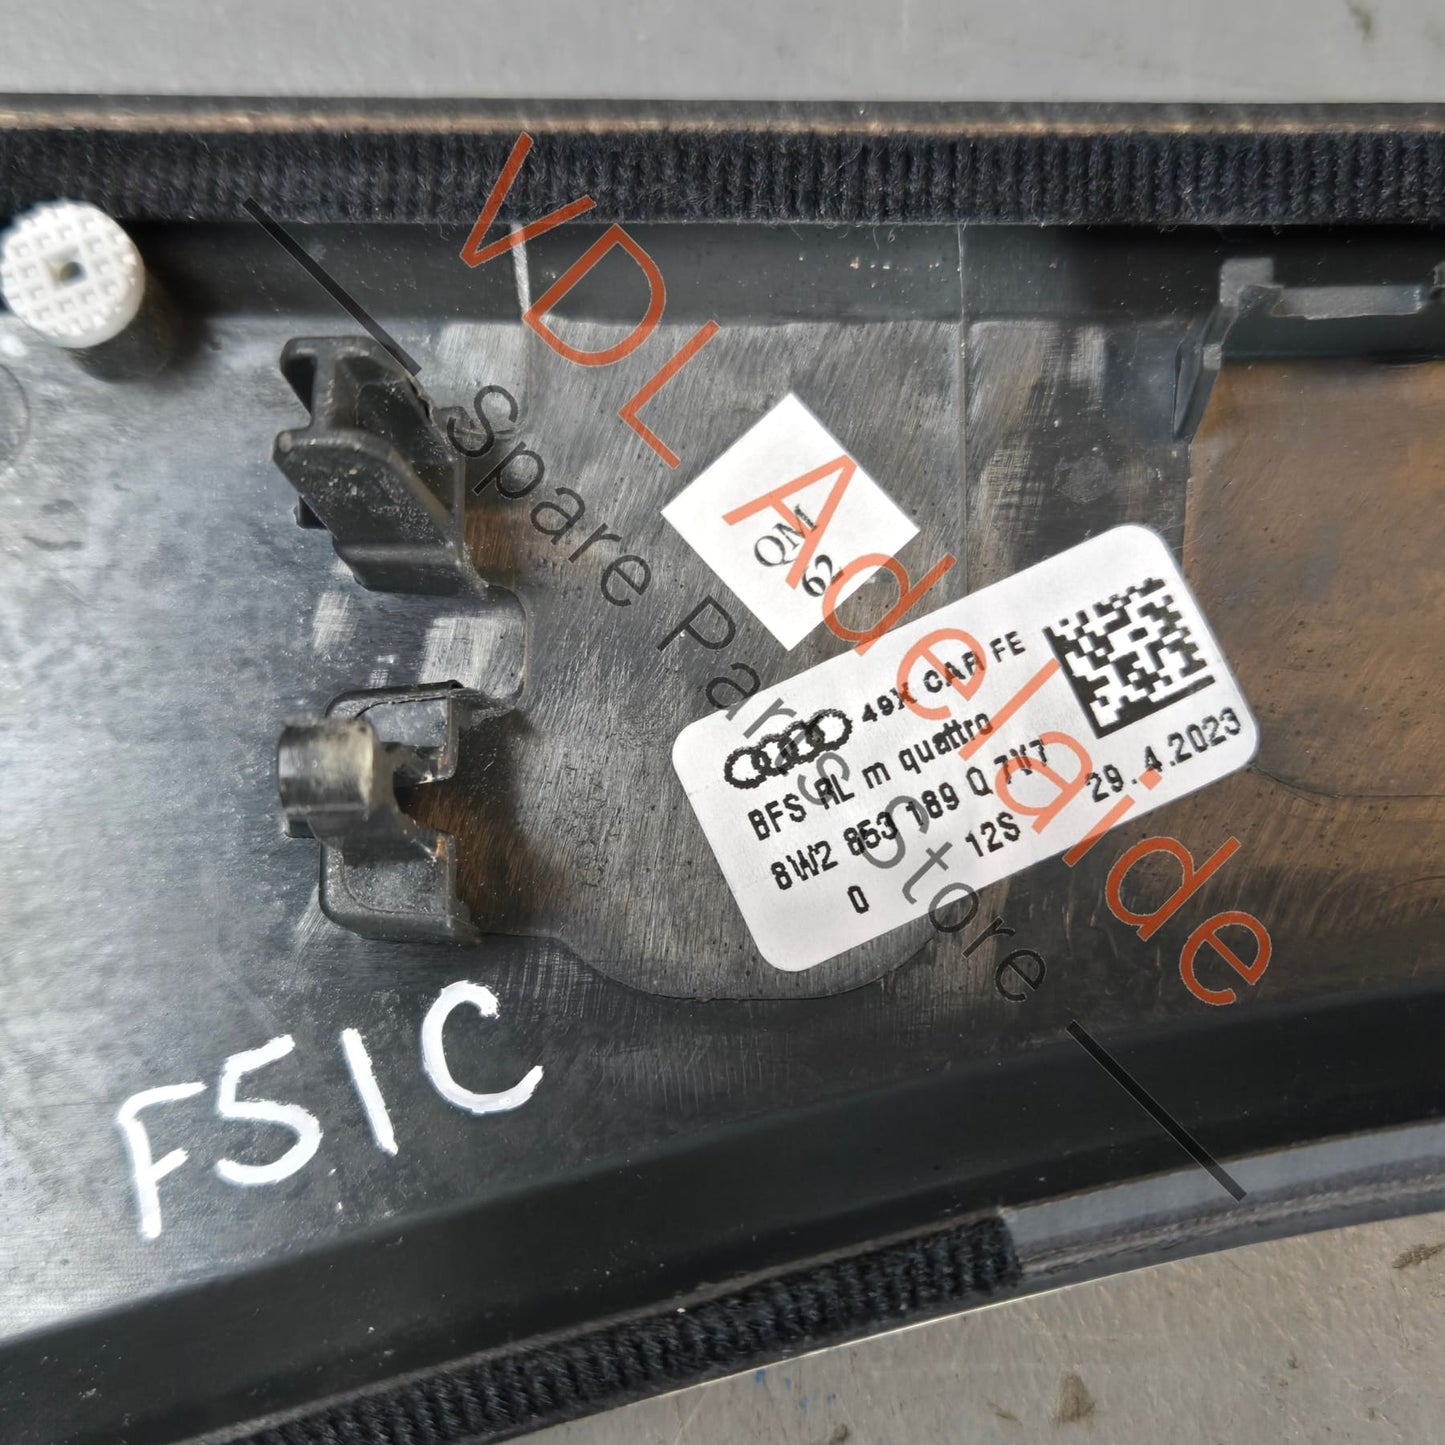 VDL Adelaide
Spare Parts Store
QM
62
49X CAR FE
BFS RL m quattro
8W2 853 189 Q 7V7
0 12S 29.4.2023
F51C